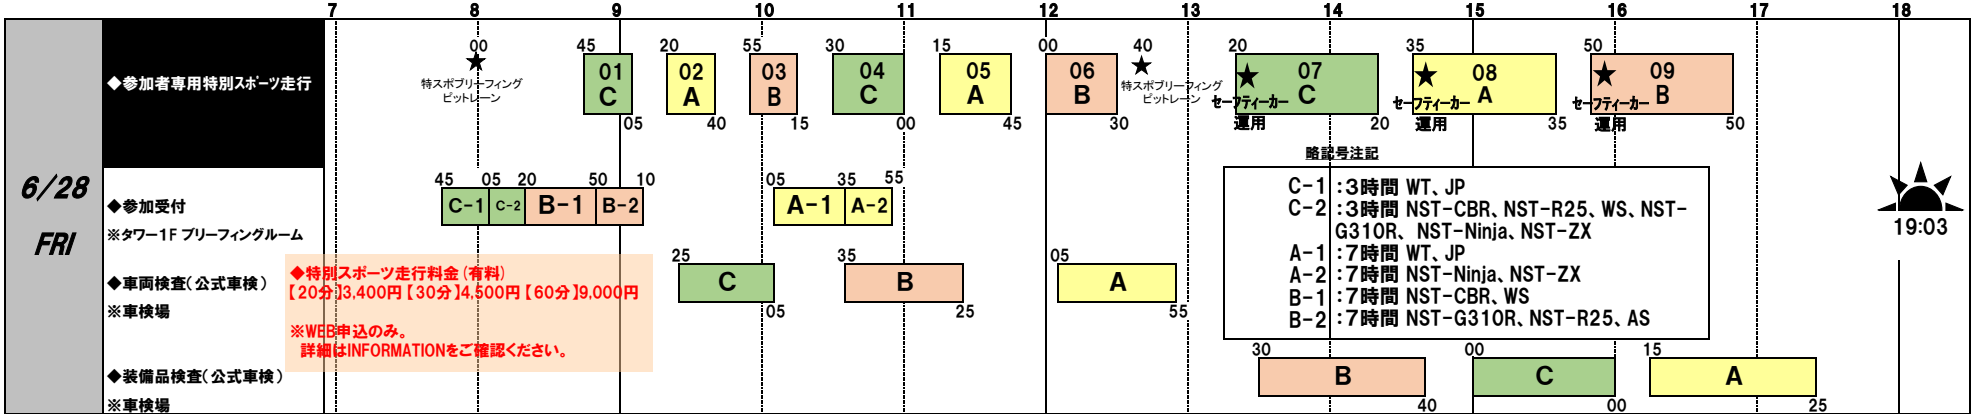 7 8 9 10 11 12 13 14 15 16 17 18
6/28
FRI
◆参加者専用特別スポーツ走行
00
特スポブリーフィング
ピットレーン
45 01 C 05
20 02 A 40
55 03 B 15
30 04 C 00
15 05 A 45
00 06 B 30
40
特スポブリーフィング
ピットレーン
20 07 C 20
セーフティーカー
運用
35 08 A 35
セーフティーカー
運用
50 09 B 50
セーフティーカー
運用
◆参加受付
※タワー1F ブリーフィングルーム
45 05 20 50 10
C-1 C-2 B-1 B-2
05 35 55
A-1 A-2
略記号注記
C-1 :3時間 WT、JP
C-2 :3時間 NST-CBR、NST-R25、WS、NST-
G310R、 NST-Ninja、NST-ZX
A-1 :7時間 WT、JP
A-2 :7時間 NST-Ninja、NST-ZX
B-1 :7時間 NST-CBR、WS
B-2 :7時間 NST-G310R、NST-R25、AS
19:03
◆車両検査(公式車検)
※車検場
25 C 05
35 B 25
05 A 55
◆特別スポーツ走行料金(有料)
【20分】3,400円【30分】4,500円【60分】9,000円
※WEB申込のみ。
詳細はINFORMATIONをご確認ください。
◆装備品検査(公式車検)
※車検場
30 B 40
00 C 00
15 A 25